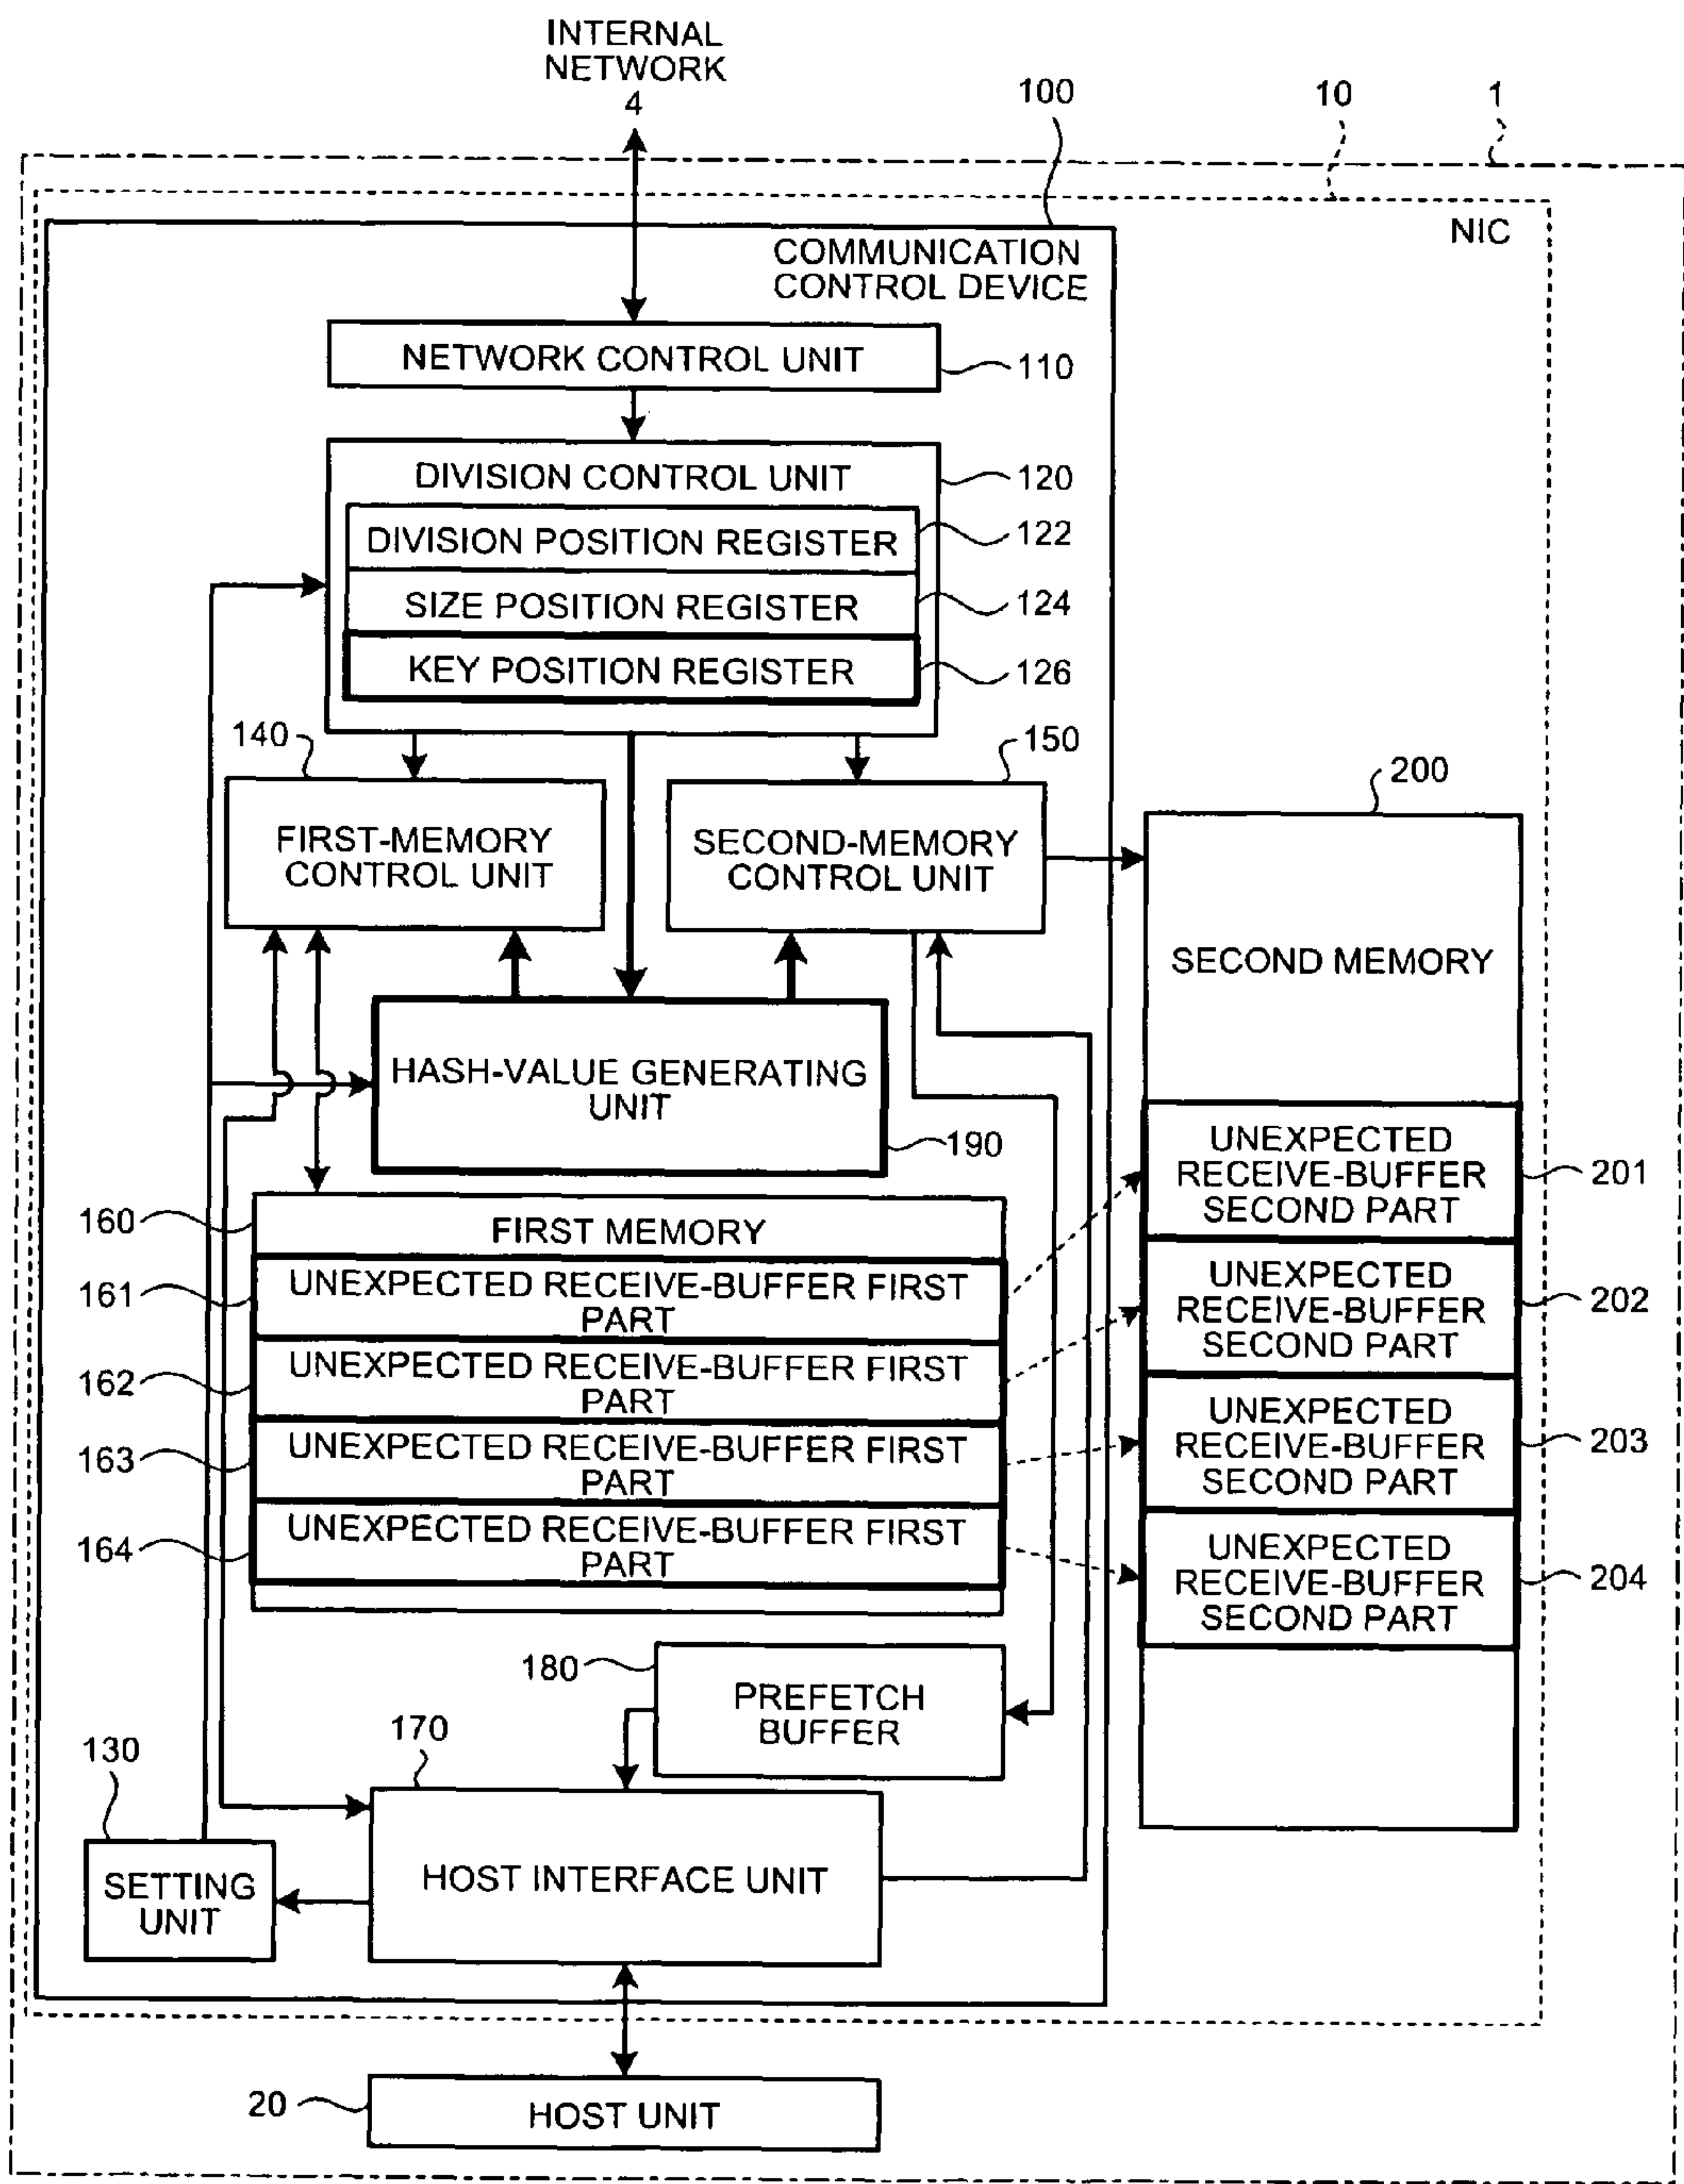 INTERNAL
NETWORK
4
100
10
1
NIC
COMMUNICATION
CONTROL DEVICE
NETWORK CONTROL UNIT
110
DIVISION CONTROL UNIT
120
DIVISION POSITION REGISTER
122
SIZE POSITION REGISTER
124
KEY POSITION REGISTER
126
140
150
FIRST-MEMORY
CONTROL UNIT
SECOND-MEMORY
CONTROL UNIT
200
SECOND MEMORY
HASH-VALUE GENERATING
UNIT
190
UNEXPECTED
RECEIVE-BUFFER
SECOND PART
201
UNEXPECTED
RECEIVE-BUFFER
SECOND PART
202
UNEXPECTED
RECEIVE-BUFFER
SECOND PART
203
UNEXPECTED
RECEIVE-BUFFER
SECOND PART
204
160
FIRST MEMORY
161
UNEXPECTED RECEIVE-BUFFER FIRST
PART
162
UNEXPECTED RECEIVE-BUFFER FIRST
PART
163
UNEXPECTED RECEIVE-BUFFER FIRST
PART
164
UNEXPECTED RECEIVE-BUFFER FIRST
PART
180
PREFETCH
BUFFER
170
130
HOST INTERFACE UNIT
SETTING
UNIT
20
HOST UNIT